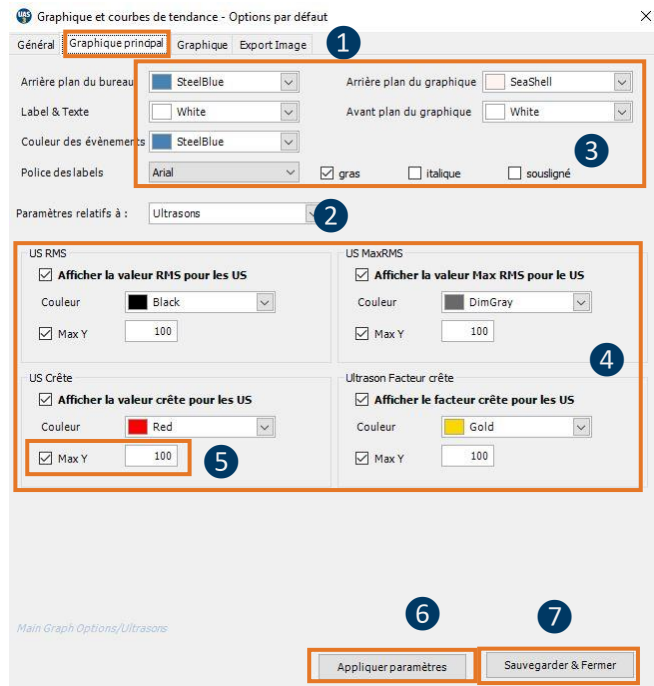 UAS 3 Graphique et courbes de tendance - Options par défaut
Général Graphique principal Graphique Export Image 1
Arrière plan du bureau SteelBlue Arrière plan du graphique SeaShell
Label & Texte White Avant plan du graphique White
Couleur des évènements SteelBlue 3
Police des labels Arial gras italique sousligné
Paramètres relatifs à : Ultrasons 2
US RMS US MaxRMS
Afficher la valeur RMS pour les US Afficher la valeur Max RMS pour le US
Couleur Black Couleur DimGray
Max Y 100 Max Y 100
4
US Crête Ultrason Facteur crête
Afficher la valeur crête pour les US Afficher le facteur crête pour les US
Couleur Red Couleur Gold
Max Y 100 5 Max Y 100
6 7
Main Graph Options/Ultrasons
Appliquer paramètres Sauvegarder & Fermer